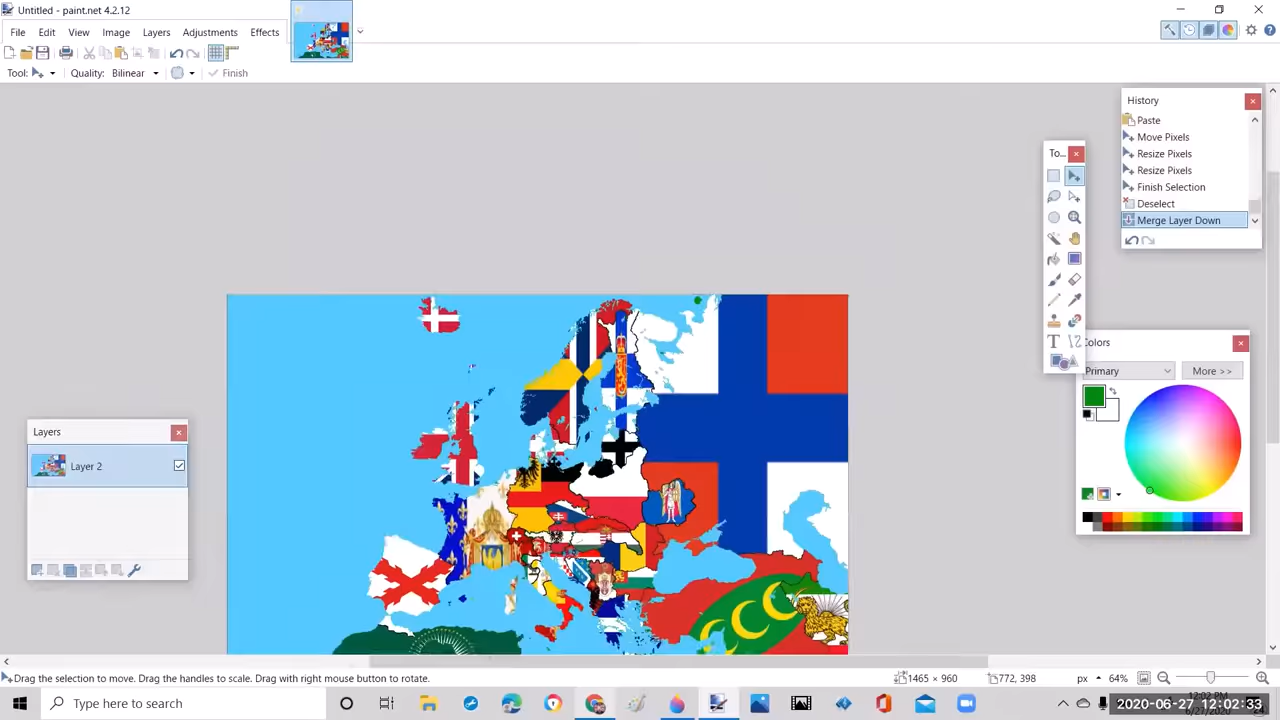 Untitled - paint.net 4.2.12
File Edit View Image Layers Adjustments Effects
Tool: Quality: Bilinear Finish
History
Paste
Move Pixels
Resize Pixels
Resize Pixels
Finish Selection
Deselect
Merge Layer Down
To...
Colors
Primary More >>
Layers
Layer 2
Drag the selection to move. Drag the handles to scale. Drag with right mouse button to rotate. 1465 × 960 772, 398 px 64%
Type here to search
12:02 PM
2020-06-27 12:02:33